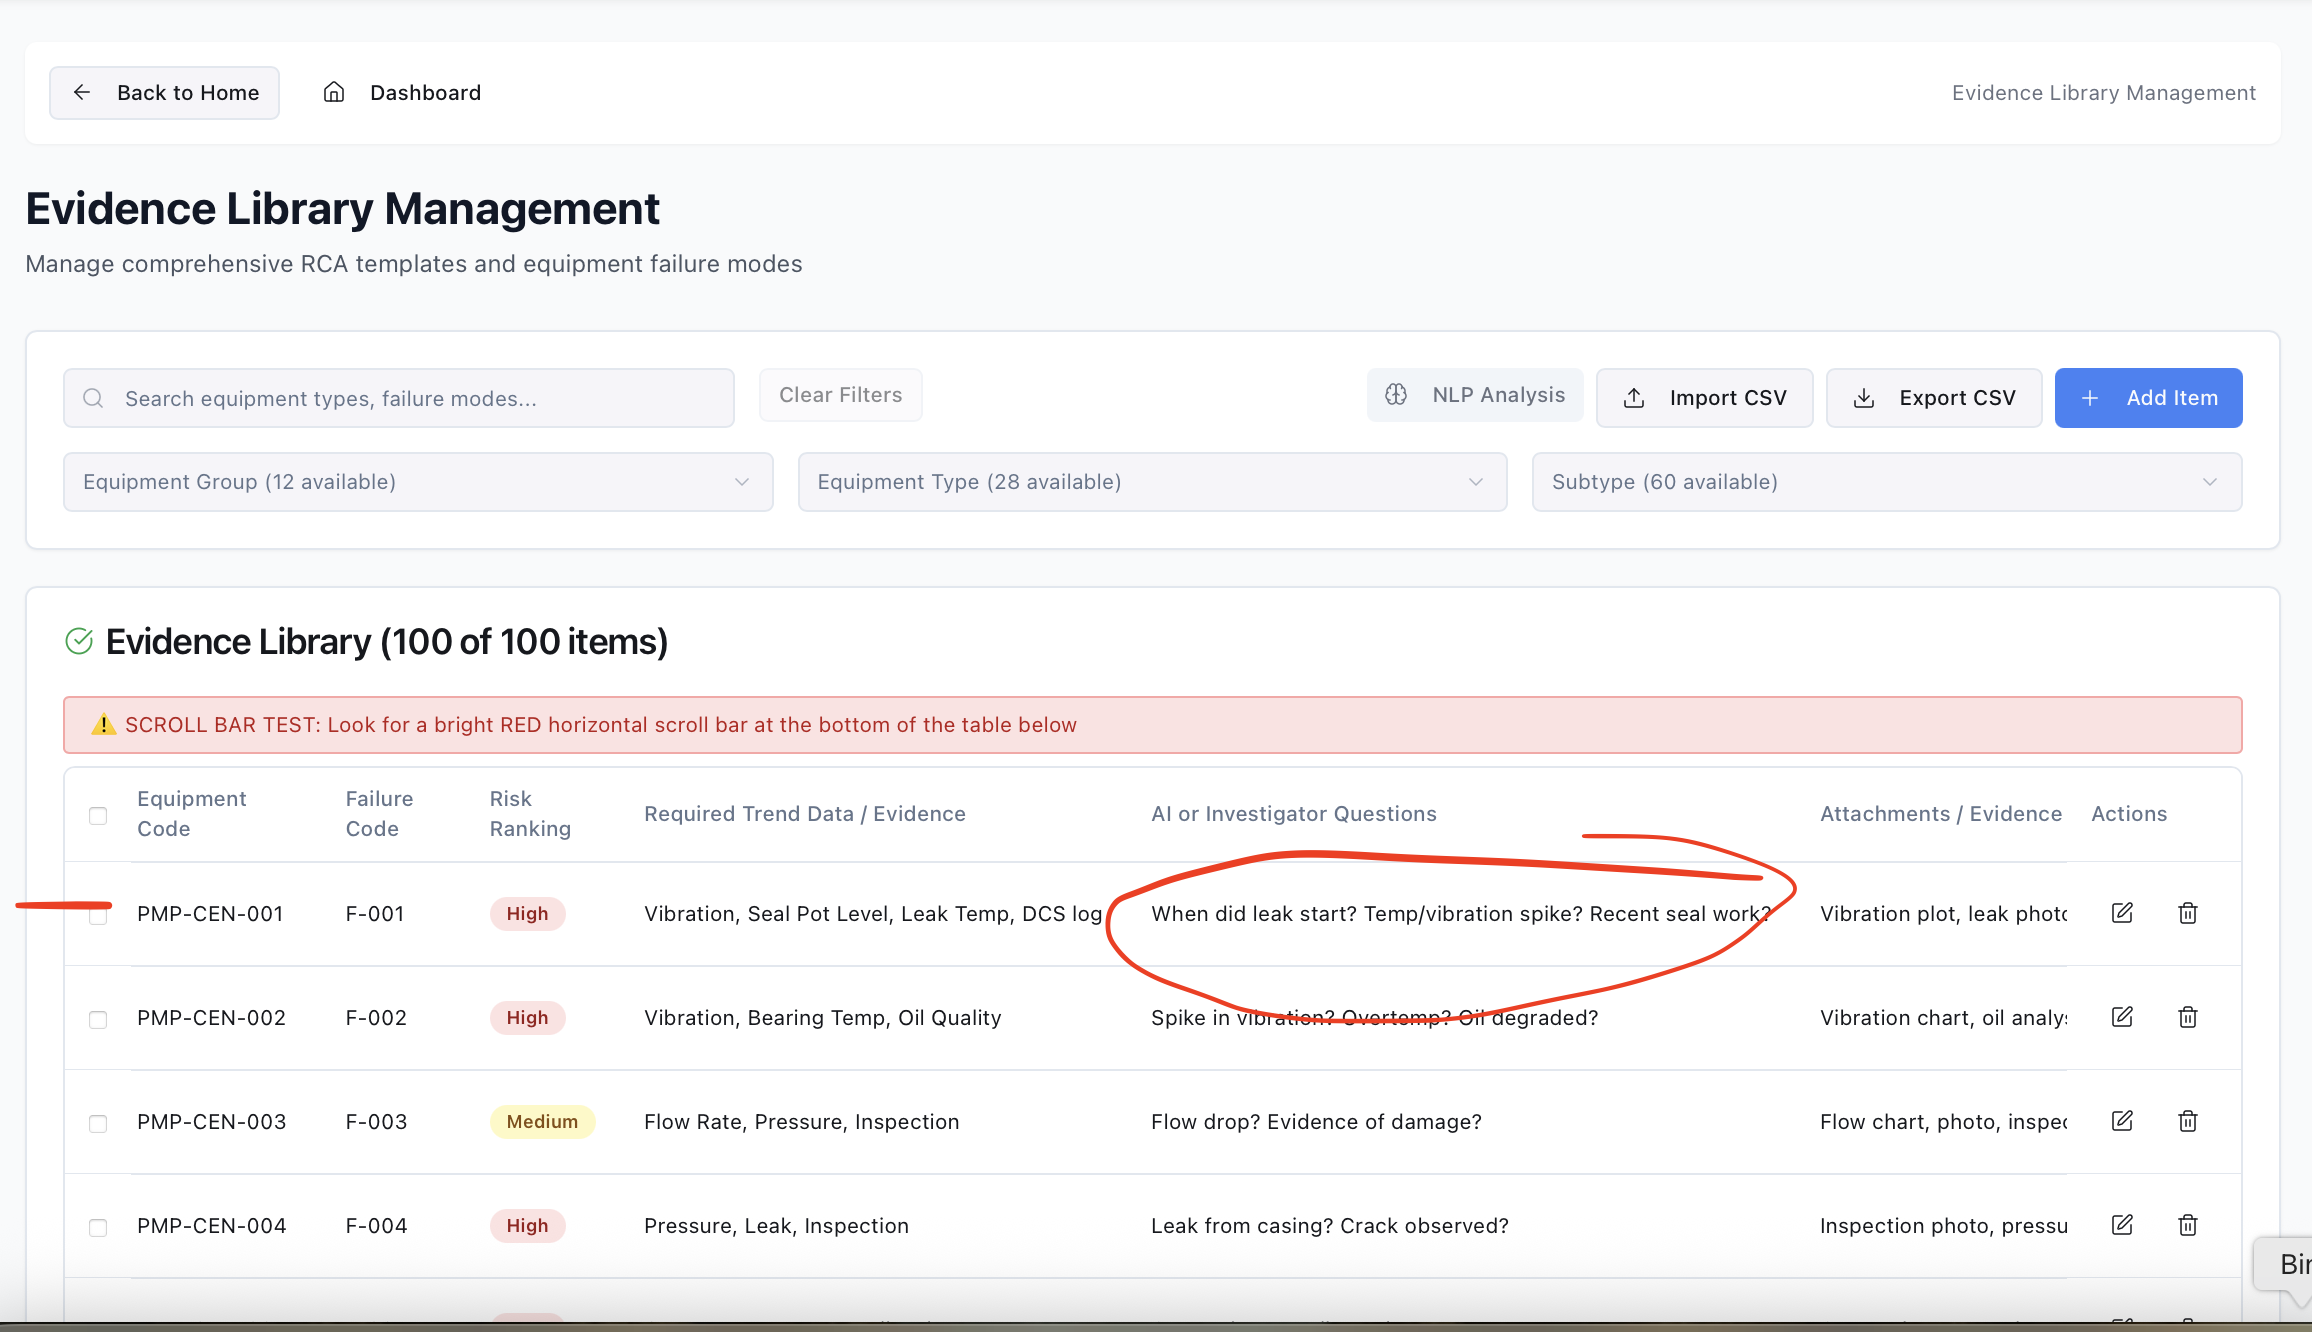 Back to Home
Dashboard
Evidence Library Management
Evidence Library Management
Manage comprehensive RCA templates and equipment failure modes
Search equipment types, failure modes...
Clear Filters
NLP Analysis
Import CSV
Export CSV
Add Item
Equipment Group (12 available)
Equipment Type (28 available)
Subtype (60 available)
Evidence Library (100 of 100 items)
SCROLL BAR TEST: Look for a bright RED horizontal scroll bar at the bottom of the table below
Equipment Code
Failure Code
Risk Ranking
Required Trend Data / Evidence
AI or Investigator Questions
Attachments / Evidence
Actions
PMP-CEN-001 F-001 High Vibration, Seal Pot Level, Leak Temp, DCS log When did leak start? Temp/vibration spike? Recent seal work? Vibration plot, leak photo
PMP-CEN-002 F-002 High Vibration, Bearing Temp, Oil Quality Spike in vibration? Overtemp? Oil degraded? Vibration chart, oil analys
PMP-CEN-003 F-003 Medium Flow Rate, Pressure, Inspection Flow drop? Evidence of damage? Flow chart, photo, inspec
PMP-CEN-004 F-004 High Pressure, Leak, Inspection Leak from casing? Crack observed? Inspection photo, pressu
Bir